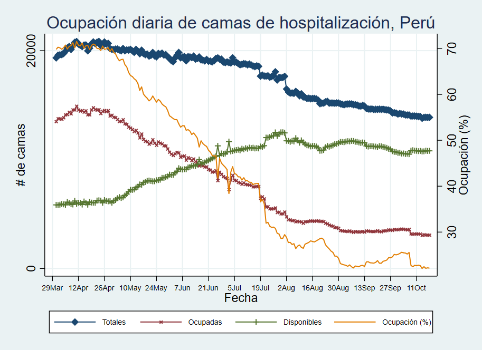 Ocupación diaria de camas de hospitalización, Perú
20000
0
# de camas
70
60
50
40
30
Ocupación (%)
29Mar 12Apr 26Apr 10May 24May 7Jun 21Jun 5Jul 19Jul 2Aug 16Aug 30Aug 13Sep 27Sep 11Oct
Fecha
Totales Ocupadas Disponibles Ocupación (%)